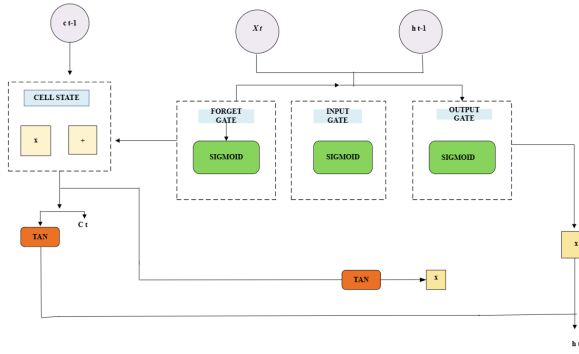 c t-1
X t
h t-1
CELL STATE
FORGET
GATE
INPUT
GATE
OUTPUT
GATE
x
+
SIGMOID
SIGMOID
SIGMOID
C t
TAN
x
TAN
x
h t